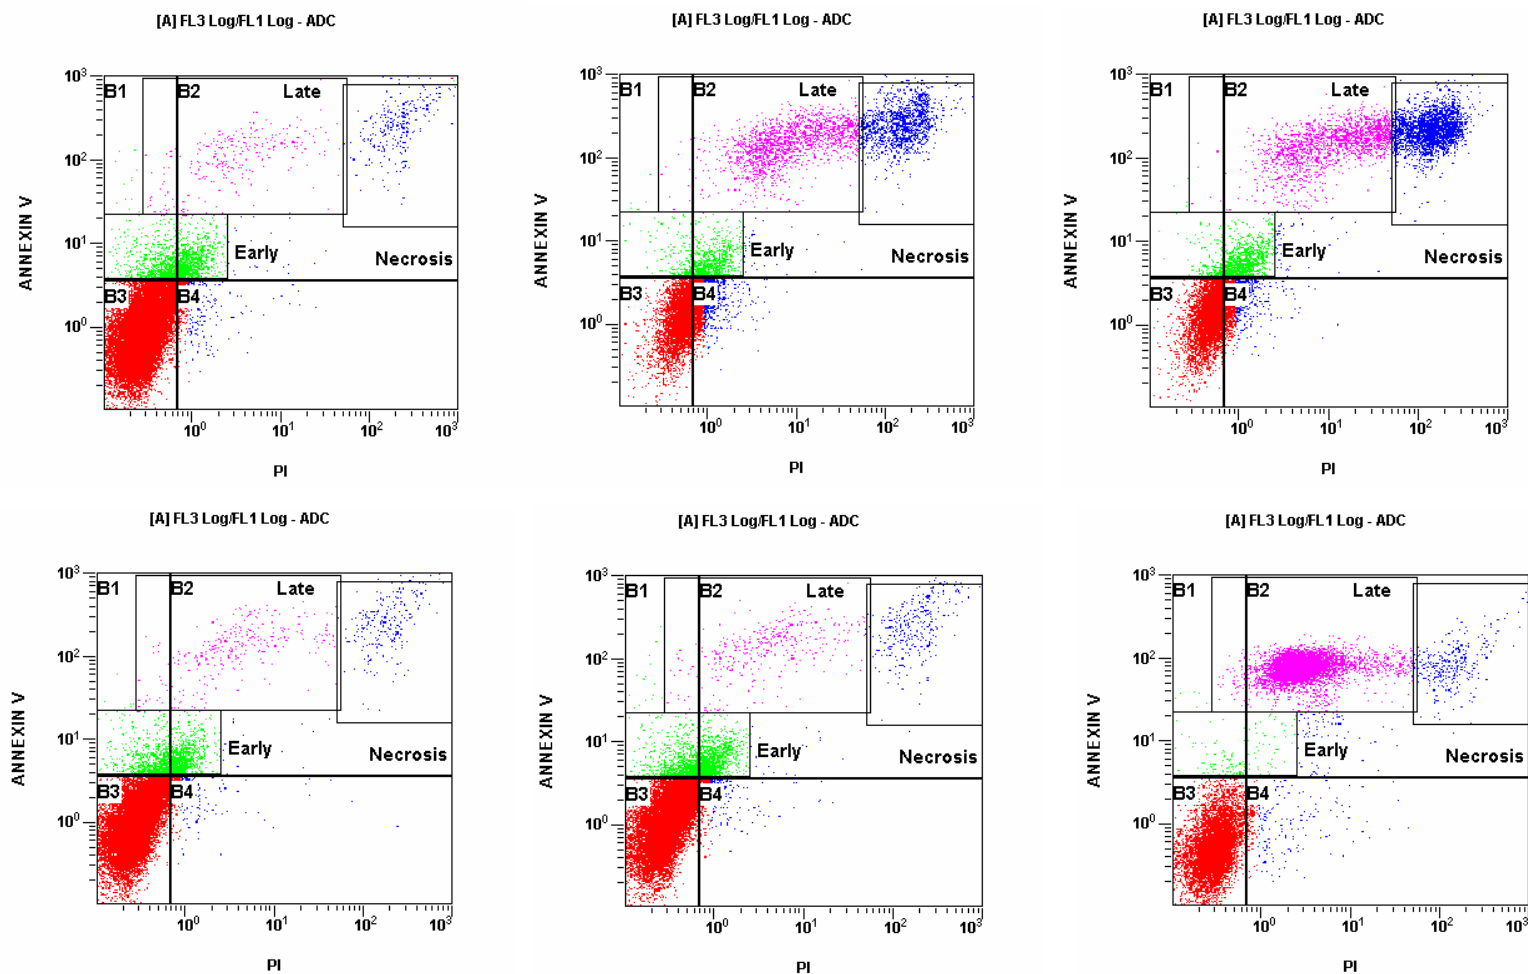 [A] FL3 Log/FL1 Log - ADC
10³ B1 B2 Late
10²
ANNEXIN V
10¹ Early Necrosis
B3 B4
10⁰
10⁰ 10¹ 10² 10³
PI
[A] FL3 Log/FL1 Log - ADC
10³ B1 B2 Late
10²
ANNEXIN V
10¹ Early Necrosis
B3 B4
10⁰
10⁰ 10¹ 10² 10³
PI
[A] FL3 Log/FL1 Log - ADC
10³ B1 B2 Late
10²
ANNEXIN V
10¹ Early Necrosis
B3 B4
10⁰
10⁰ 10¹ 10² 10³
PI
[A] FL3 Log/FL1 Log - ADC
10³ B1 B2 Late
10²
ANNEXIN V
10¹ Early Necrosis
B3 B4
10⁰
10⁰ 10¹ 10² 10³
PI
[A] FL3 Log/FL1 Log - ADC
10³ B1 B2 Late
10²
ANNEXIN V
10¹ Early Necrosis
B3 B4
10⁰
10⁰ 10¹ 10² 10³
PI
[A] FL3 Log/FL1 Log - ADC
10³ B1 B2 Late
10²
ANNEXIN V
10¹ Early Necrosis
B3 B4
10⁰
10⁰ 10¹ 10² 10³
PI